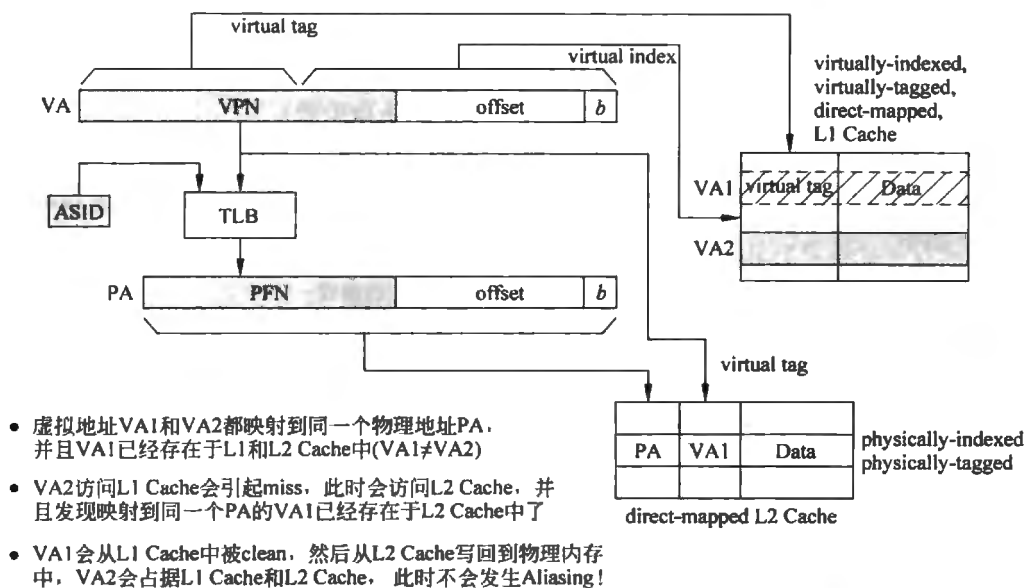 virtual tag
virtual index
virtually-indexed,
virtually-tagged,
direct-mapped,
L1 Cache
VA VPN offset b
VA1 virtual tag Data
ASID TLB
VA2
PA PFN offset b
virtual tag
PA VA1 Data
physically-indexed
physically-tagged
direct-mapped L2 Cache
• 虚拟地址VA1和VA2都映射到同一个物理地址PA,
并且VA1已经存在于L1和L2 Cache中(VA1≠VA2)
• VA2访问L1 Cache会引起miss,此时会访问L2 Cache,并
且发现映射到同一个PA的VA1已经存在于L2 Cache中了
• VA1会从L1 Cache中被clean,然后从L2 Cache写回到物理内存
中,VA2会占据L1 Cache和L2 Cache, 此时不会发生Aliasing!